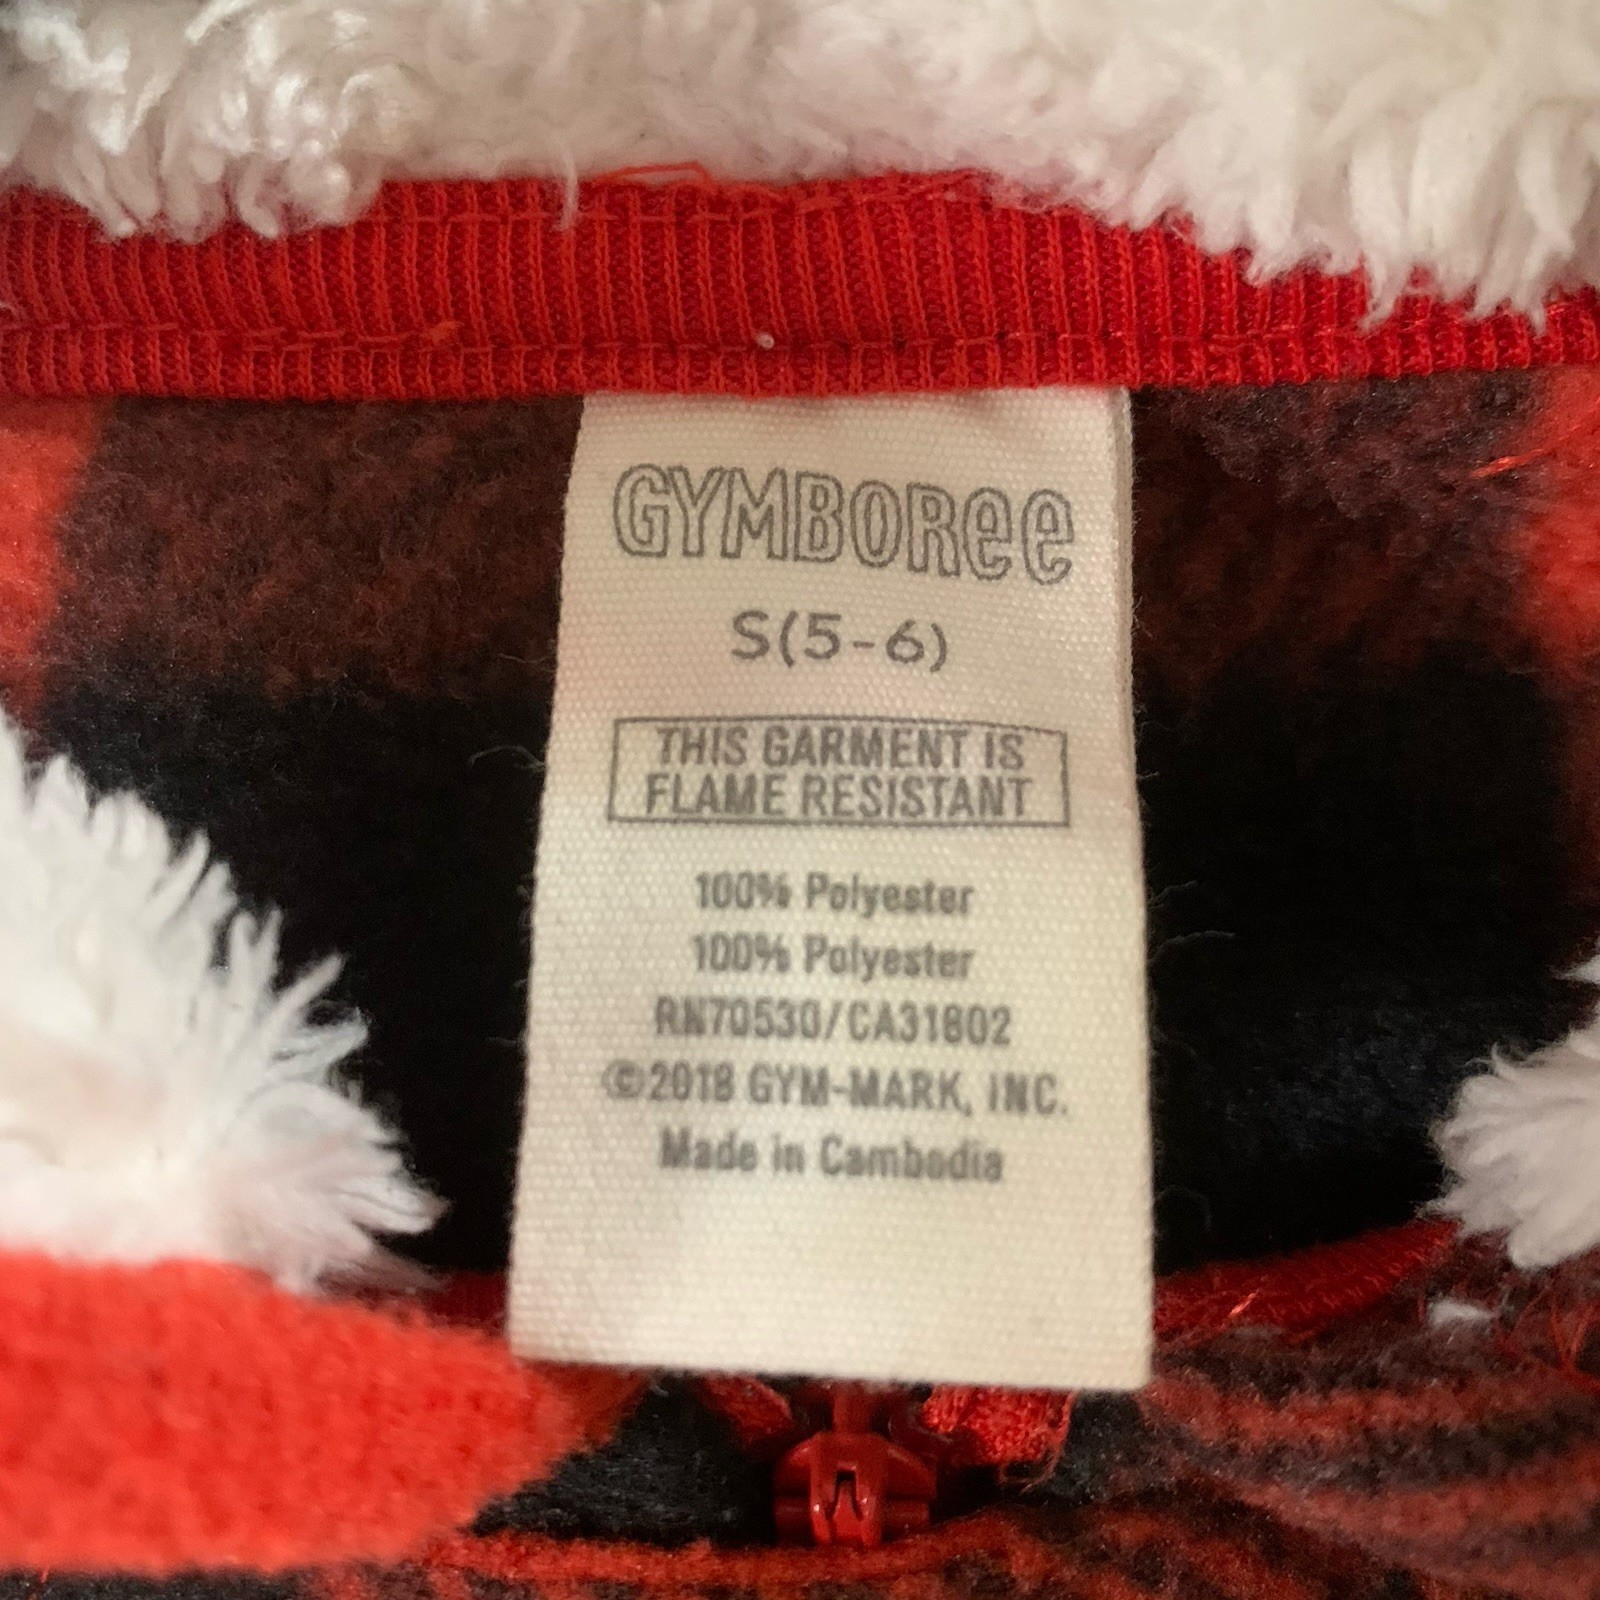 GYMBOREE
S(5-6)
THIS GARMENT IS
FLAME RESISTANT
100% Polyester
100% Polyester
RN70530/CA31802
©2018 GYM-MARK, INC.
Made in Cambodia